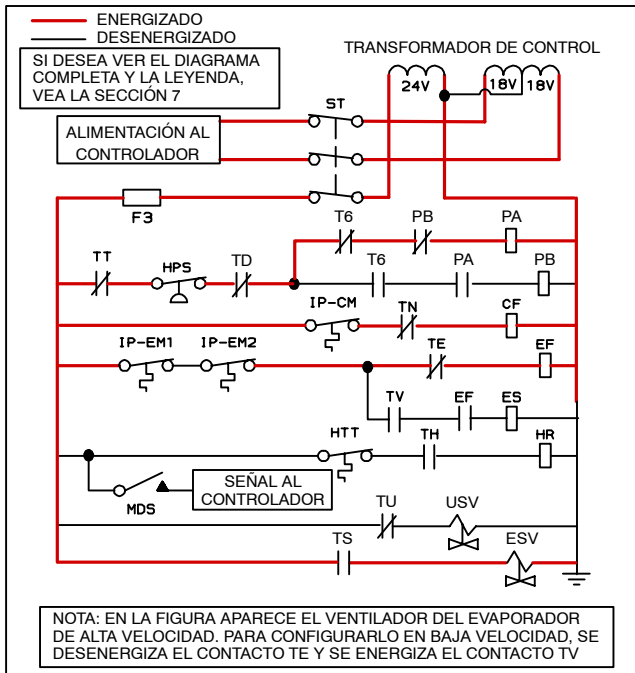 ENERGIZADO
DESENERGIZADO
SI DESEA VER EL DIAGRAMA
COMPLETA Y LA LEYENDA,
VEA LA SECCIÓN 7
TRANSFORMADOR DE CONTROL
24V
18V
18V
ST
ALIMENTACIÓN AL
CONTROLADOR
F3
T6
PB
PA
TT
HPS
TD
T6
PA
PB
IP-CM
TN
CF
IP-EM1
IP-EM2
TE
EF
TV
EF
ES
HTT
TH
HR
SEÑAL AL
CONTROLADOR
MDS
TU
USV
TS
ESV
NOTA: EN LA FIGURA APARECE EL VENTILADOR DEL EVAPORADOR
DE ALTA VELOCIDAD. PARA CONFIGURARLO EN BAJA VELOCIDAD, SE
DESENERGIZA EL CONTACTO TE Y SE ENERGIZA EL CONTACTO TV